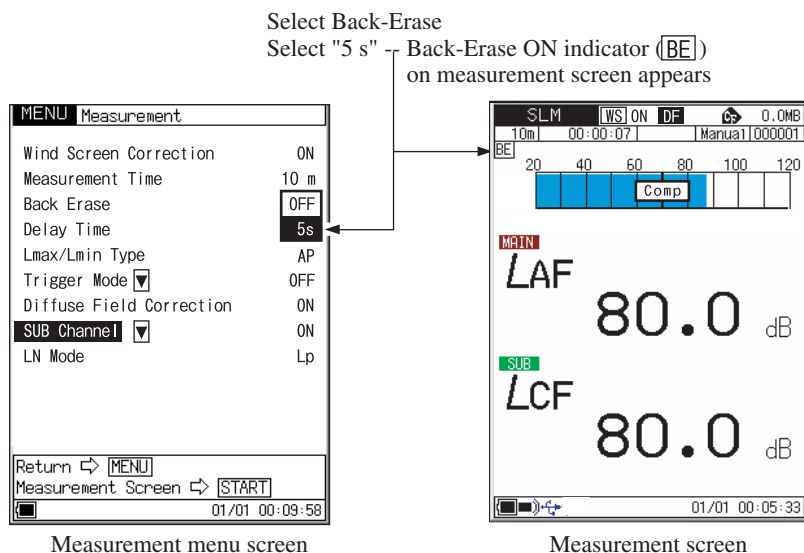 Select Back-Erase
Select "5 s" -- Back-Erase ON indicator (BE)
on measurement screen appears
MENU Measurement
Wind Screen Correction ON
Measurement Time 10 m
Back Erase OFF
Delay Time 5s
Lmax/Lmin Type AP
Trigger Mode ▼ OFF
Diffuse Field Correction ON
SUB Channel ▼ ON
LN Mode Lp
Return ⇨ MENU
Measurement Screen ⇨ START
01/01 00:09:58
Measurement menu screen
SLM WS ON DF CF 0.0MB
10m 00:00:07 Manual 000001
BE
20 40 60 80 100 120
Comp
MAIN
LAF
80.0 dB
SUB
LCF
80.0 dB
01/01 00:05:33
Measurement screen